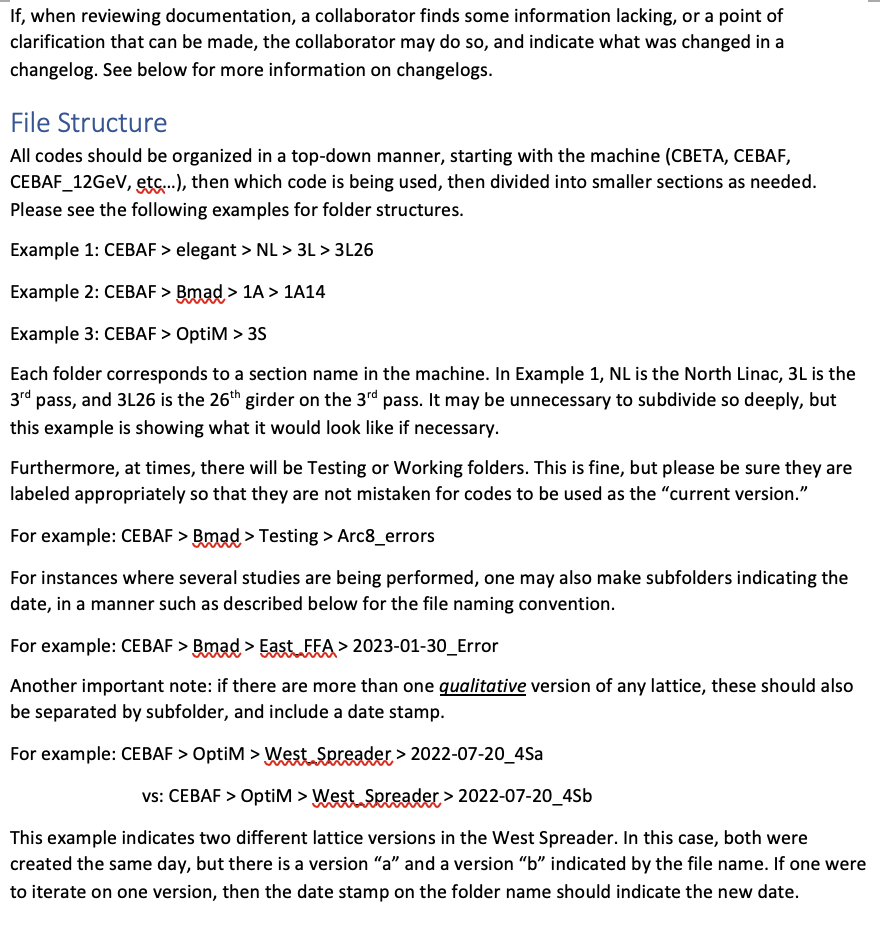 If, when reviewing documentation, a collaborator finds some information lacking, or a point of
clarification that can be made, the collaborator may do so, and indicate what was changed in a
changelog. See below for more information on changelogs.
File Structure
All codes should be organized in a top-down manner, starting with the machine (CBETA, CEBAF,
CEBAF_12GeV, etc...), then which code is being used, then divided into smaller sections as needed.
Please see the following examples for folder structures.
Example 1: CEBAF > elegant > NL > 3L > 3L26
Example 2: CEBAF > Bmad > 1A > 1A14
Example 3: CEBAF > OptiM > 3S
Each folder corresponds to a section name in the machine. In Example 1, NL is the North Linac, 3L is the
3rd pass, and 3L26 is the 26th girder on the 3rd pass. It may be unnecessary to subdivide so deeply, but
this example is showing what it would look like if necessary.
Furthermore, at times, there will be Testing or Working folders. This is fine, but please be sure they are
labeled appropriately so that they are not mistaken for codes to be used as the “current version.”
For example: CEBAF > Bmad > Testing > Arc8_errors
For instances where several studies are being performed, one may also make subfolders indicating the
date, in a manner such as described below for the file naming convention.
For example: CEBAF > Bmad > East_FFA > 2023-01-30_Error
Another important note: if there are more than one qualitative version of any lattice, these should also
be separated by subfolder, and include a date stamp.
For example: CEBAF > OptiM > West_Spreader > 2022-07-20_4Sa
vs: CEBAF > OptiM > West_Spreader > 2022-07-20_4Sb
This example indicates two different lattice versions in the West Spreader. In this case, both were
created the same day, but there is a version “a” and a version “b” indicated by the file name. If one were
to iterate on one version, then the date stamp on the folder name should indicate the new date.